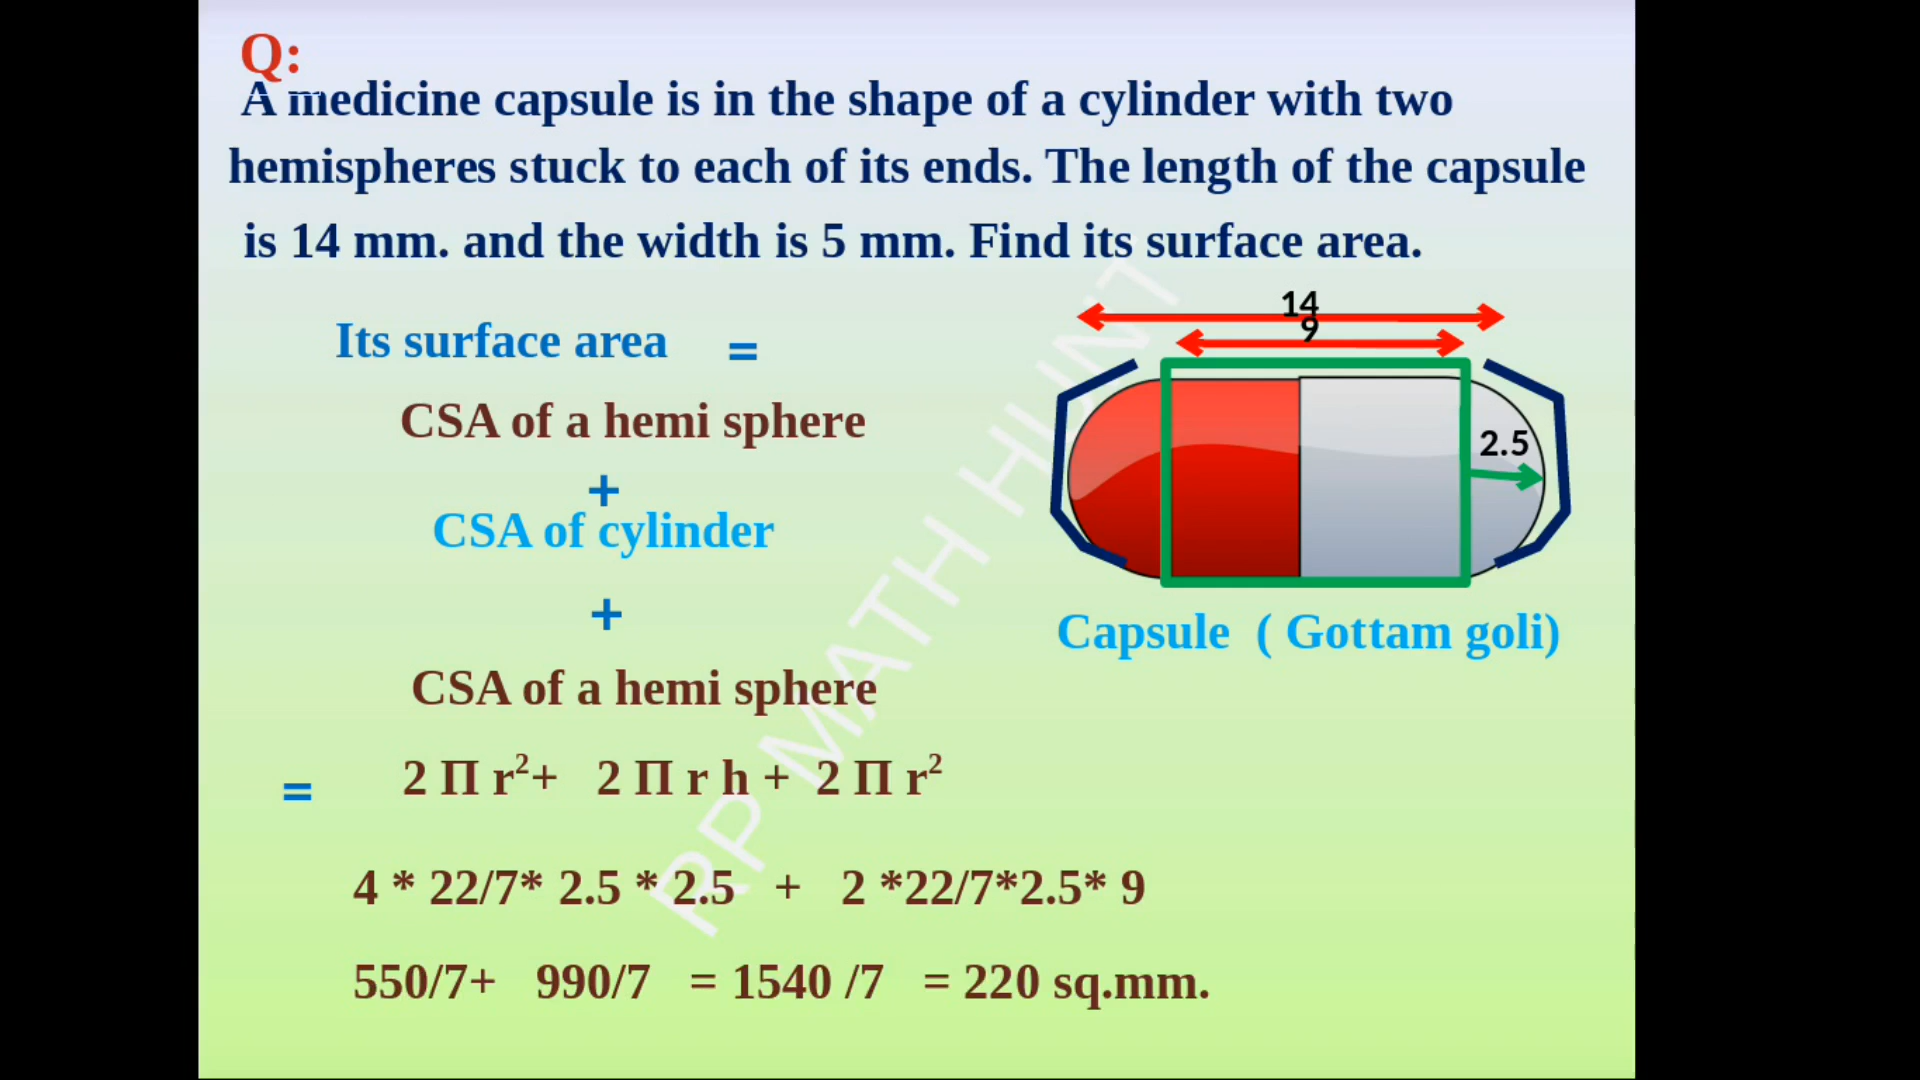 Q:
A medicine capsule is in the shape of a cylinder with two
hemispheres stuck to each of its ends. The length of the capsule
is 14 mm. and the width is 5 mm. Find its surface area.
14
9
Its surface area =
CSA of a hemi sphere
2.5
+
CSA of cylinder
+
Capsule ( Gottam goli)
CSA of a hemi sphere
= 2 Π r²+ 2 Π r h + 2 Π r²
4 * 22/7* 2.5 * 2.5 + 2 *22/7*2.5* 9
550/7+ 990/7 = 1540 /7 = 220 sq.mm.
RP MATH HUNT